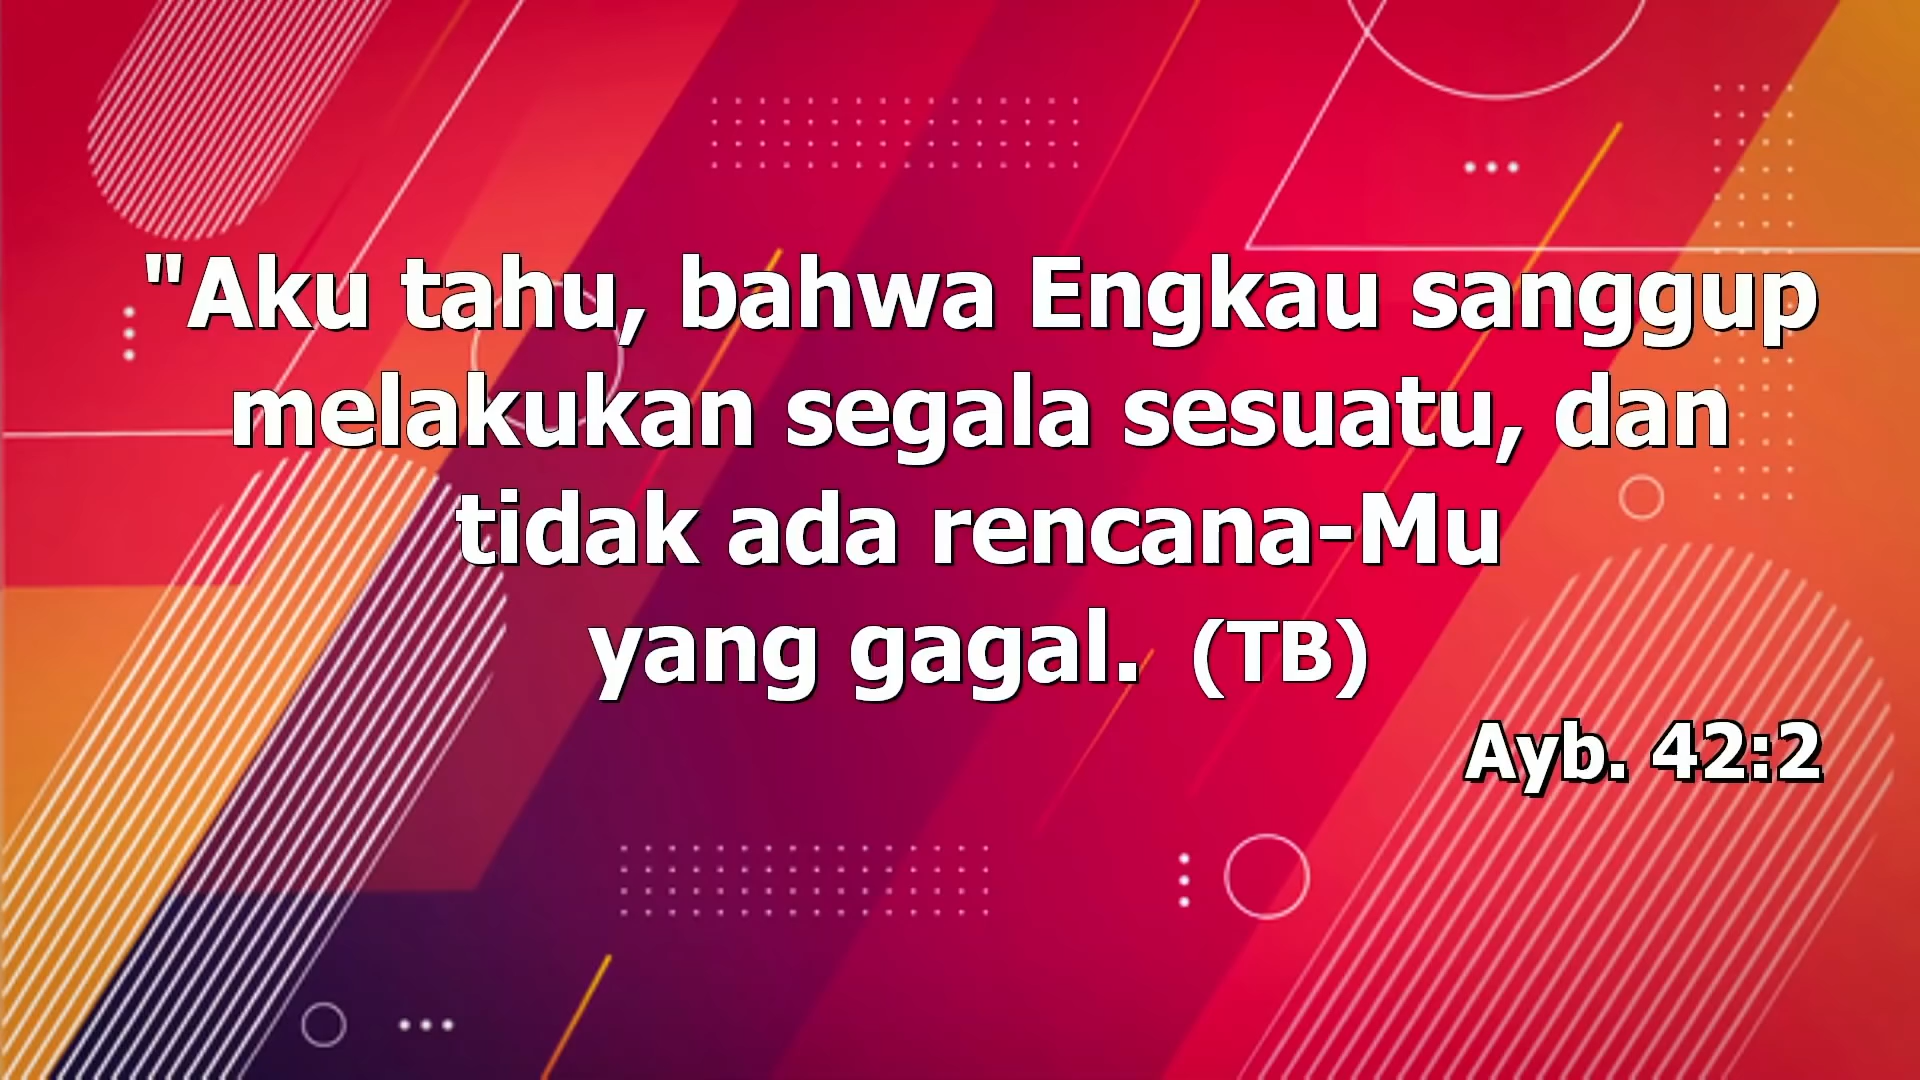 "Aku tahu, bahwa Engkau sanggup
melakukan segala sesuatu, dan
tidak ada rencana-Mu
yang gagal. (TB)
Ayb. 42:2